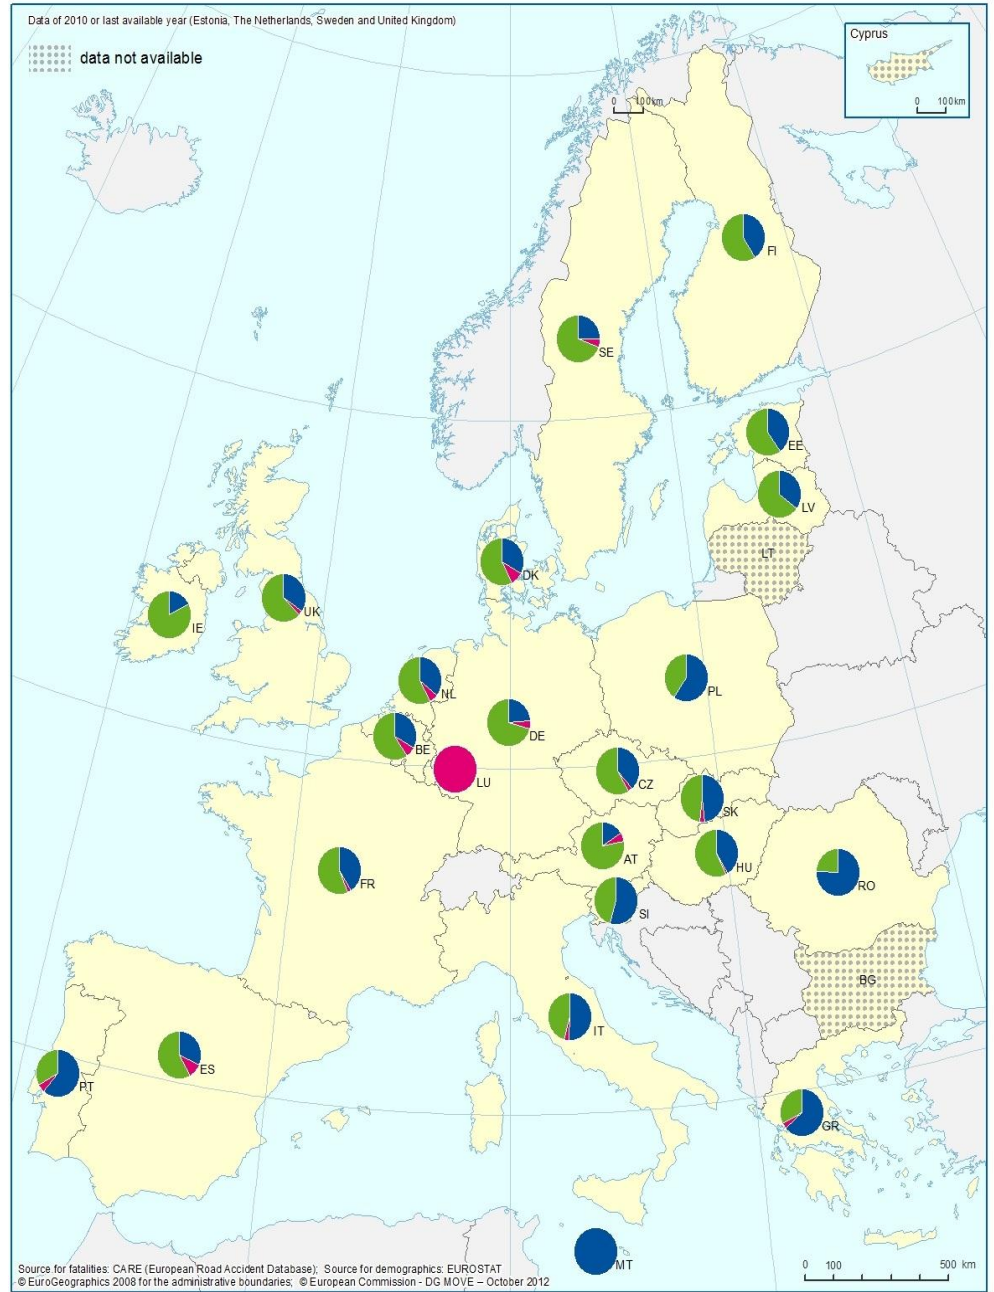 Data of 2010 or last available year (Estonia, The Netherlands, Sweden and United Kingdom)
data not available
Cyprus
0 100km
0 100km
FI
SE
EE
LV
LT
DK
IE
UK
NL
PL
BE
DE
LU
CZ
SK
AT
HU
FR
RO
SI
BG
IT
ES
PT
GR
MT
Source for fatalities: CARE (European Road Accident Database); Source for demographics: EUROSTAT
© EuroGeographics 2008 for the administrative boundaries; © European Commission - DG MOVE – October 2012
0 100 500 km